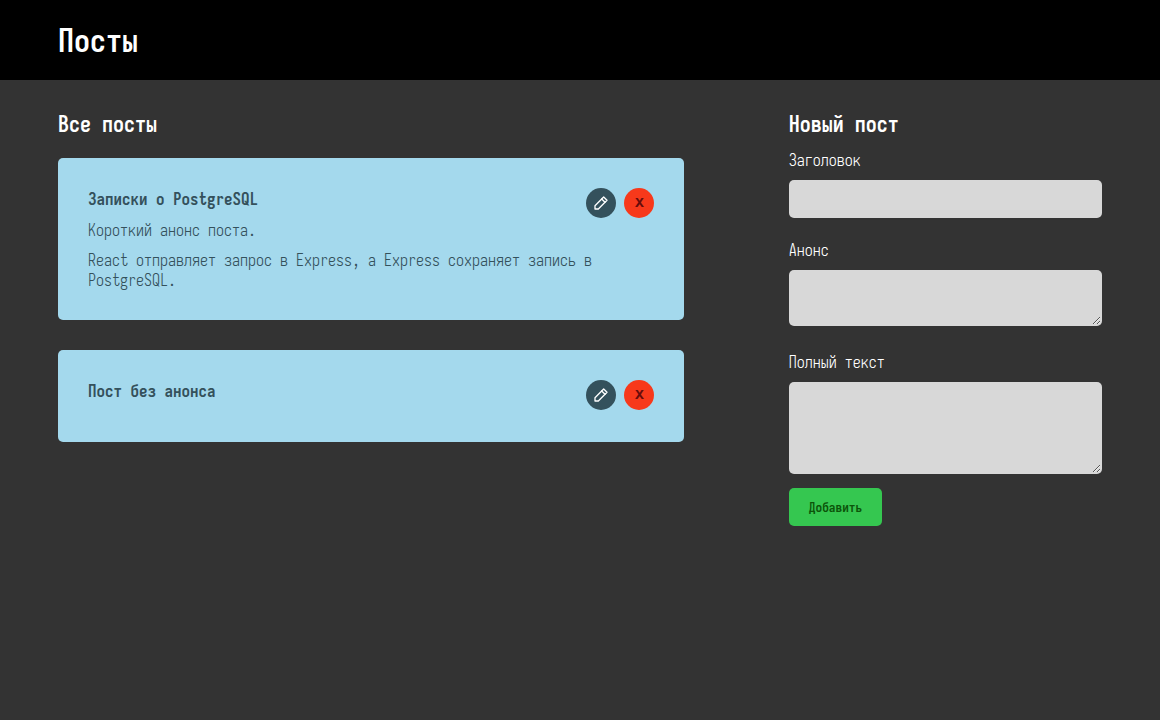 Посты
Все посты
Записки о PostgreSQL
x
Короткий анонс поста.
React отправляет запрос в Express, а Express сохраняет запись в
PostgreSQL.
Пост без анонса
x
Новый пост
Заголовок
Анонс
Полный текст
Добавить